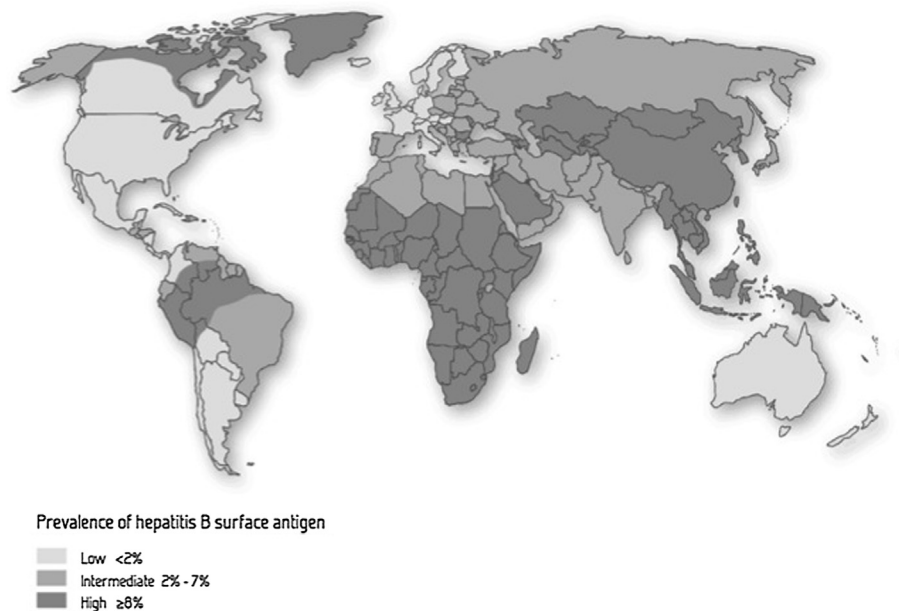 Prevalence of hepatitis B surface antigen
Low <2%
Intermediate 2% - 7%
High ≥8%